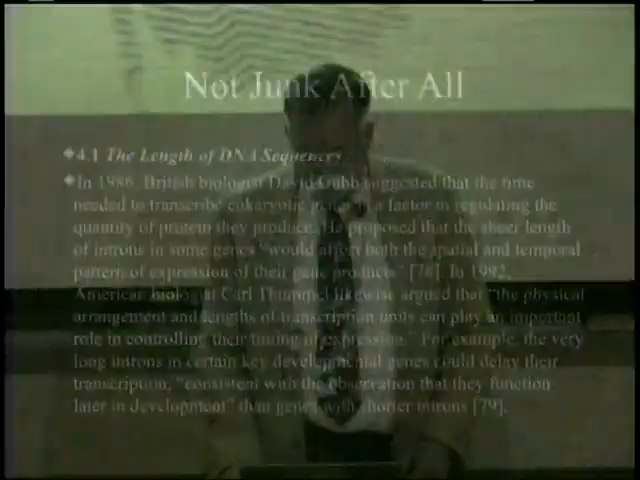 Not Junk After All
4.1 The Length of DNA Sequences
In 1986, British biologist David Gubb suggested that the time
needed to transcribe eukaryotic genes is a factor in regulating the
quantity of protein they produce. He proposed that the sheer length
of introns in some genes "would affect both the spatial and temporal
pattern of expression of their gene products" [78]. In 1992,
American biologist Carl Thummel likewise argued that "the physical
arrangement and lengths of transcription units can play an important
role in controlling their timing of expression." For example, the very
long introns in certain key developmental genes could delay their
transcription, "consistent with the observation that they function
later in development" than genes with shorter introns [79].